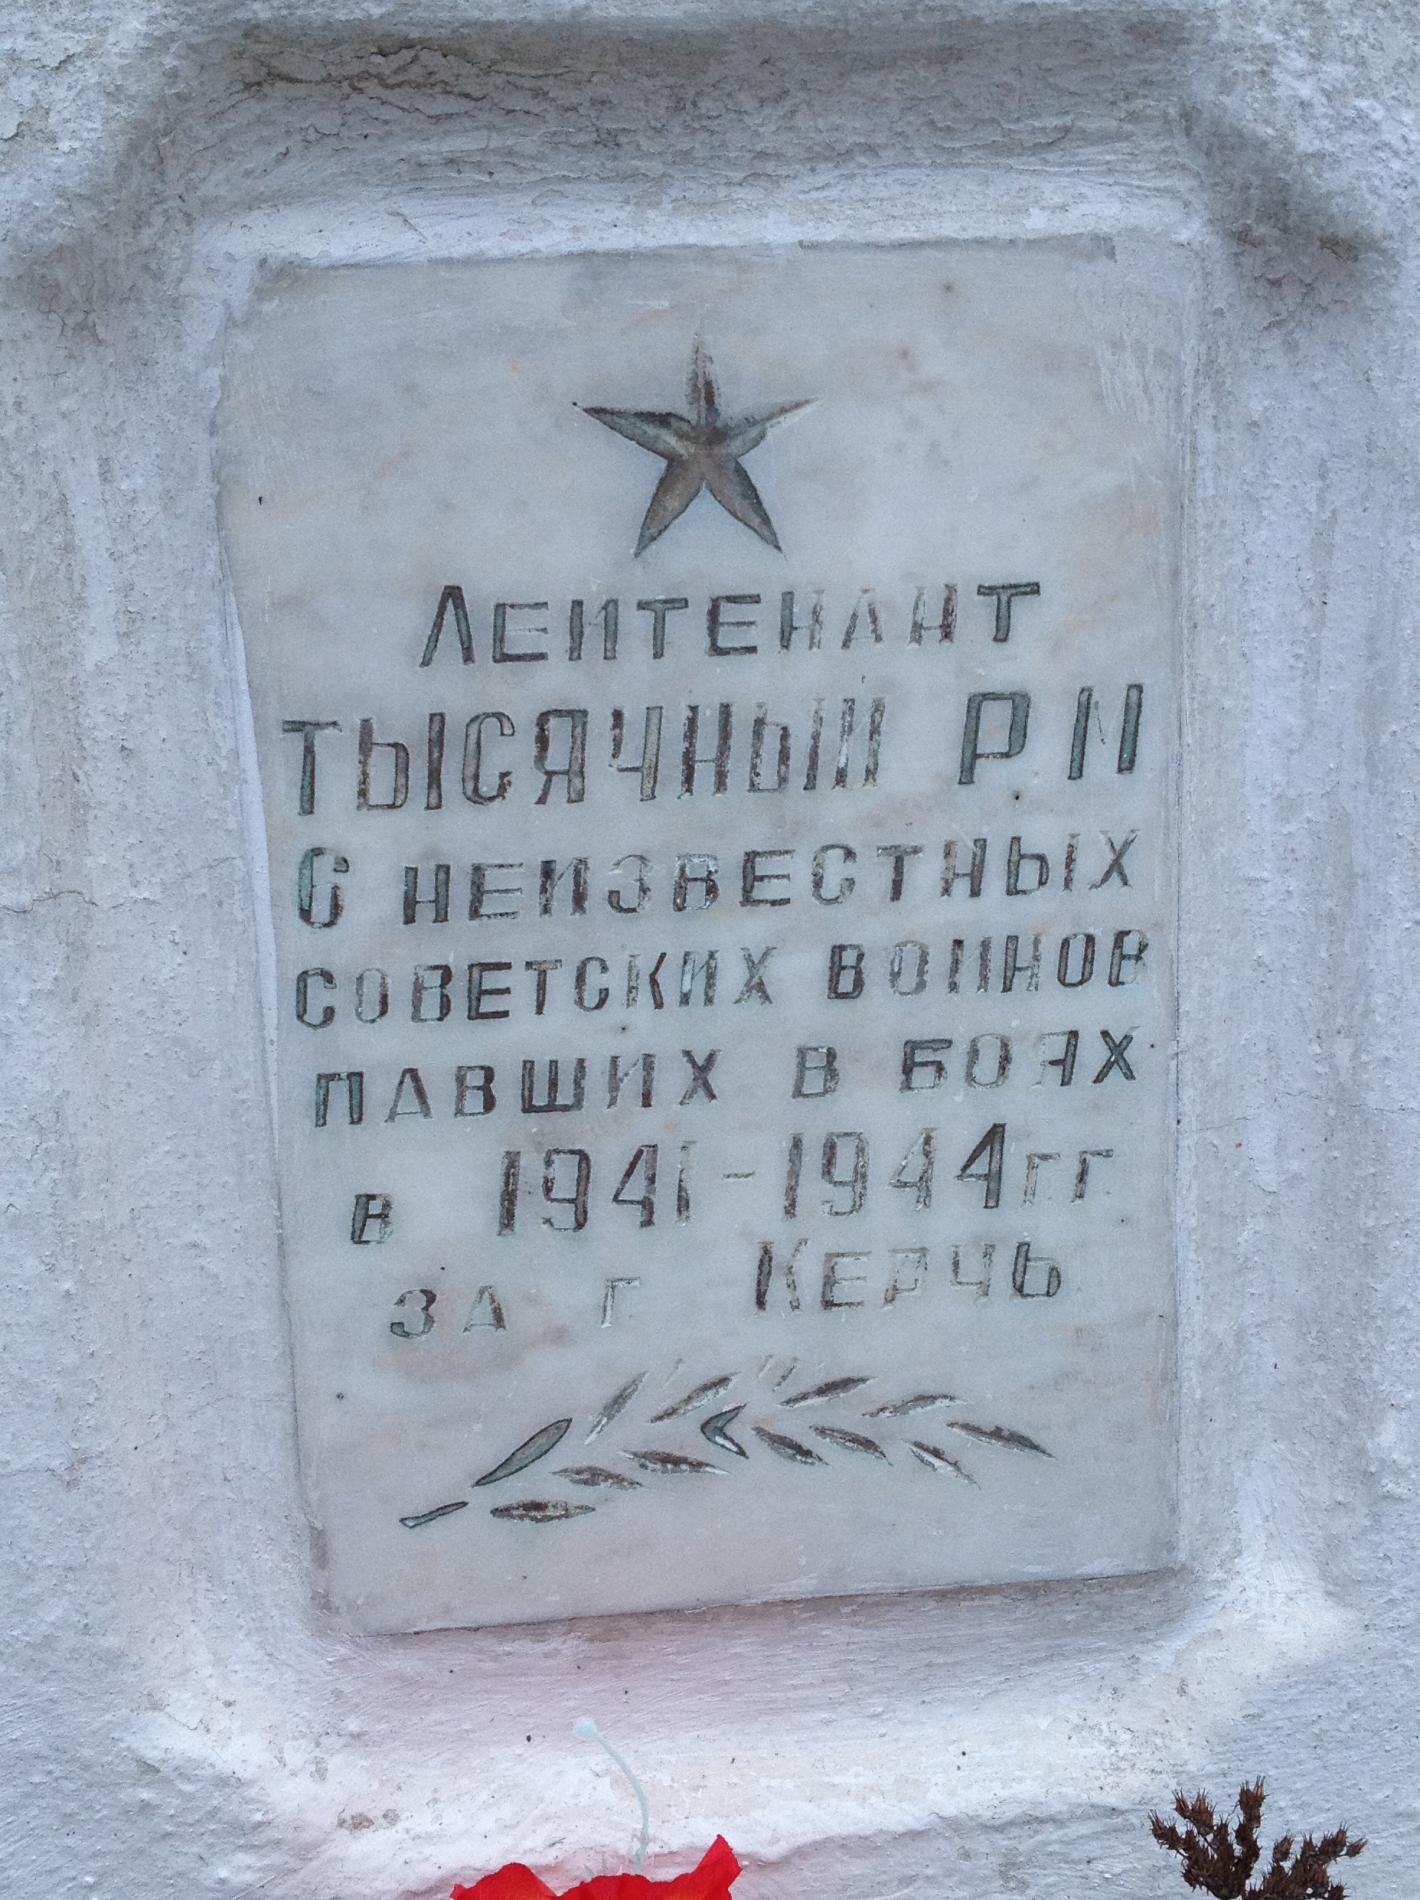 Лейтенант
Тысячный Р М
6 неизвестных
советских воинов
павших в боях
в 1941-1944 гг
за г Керчь